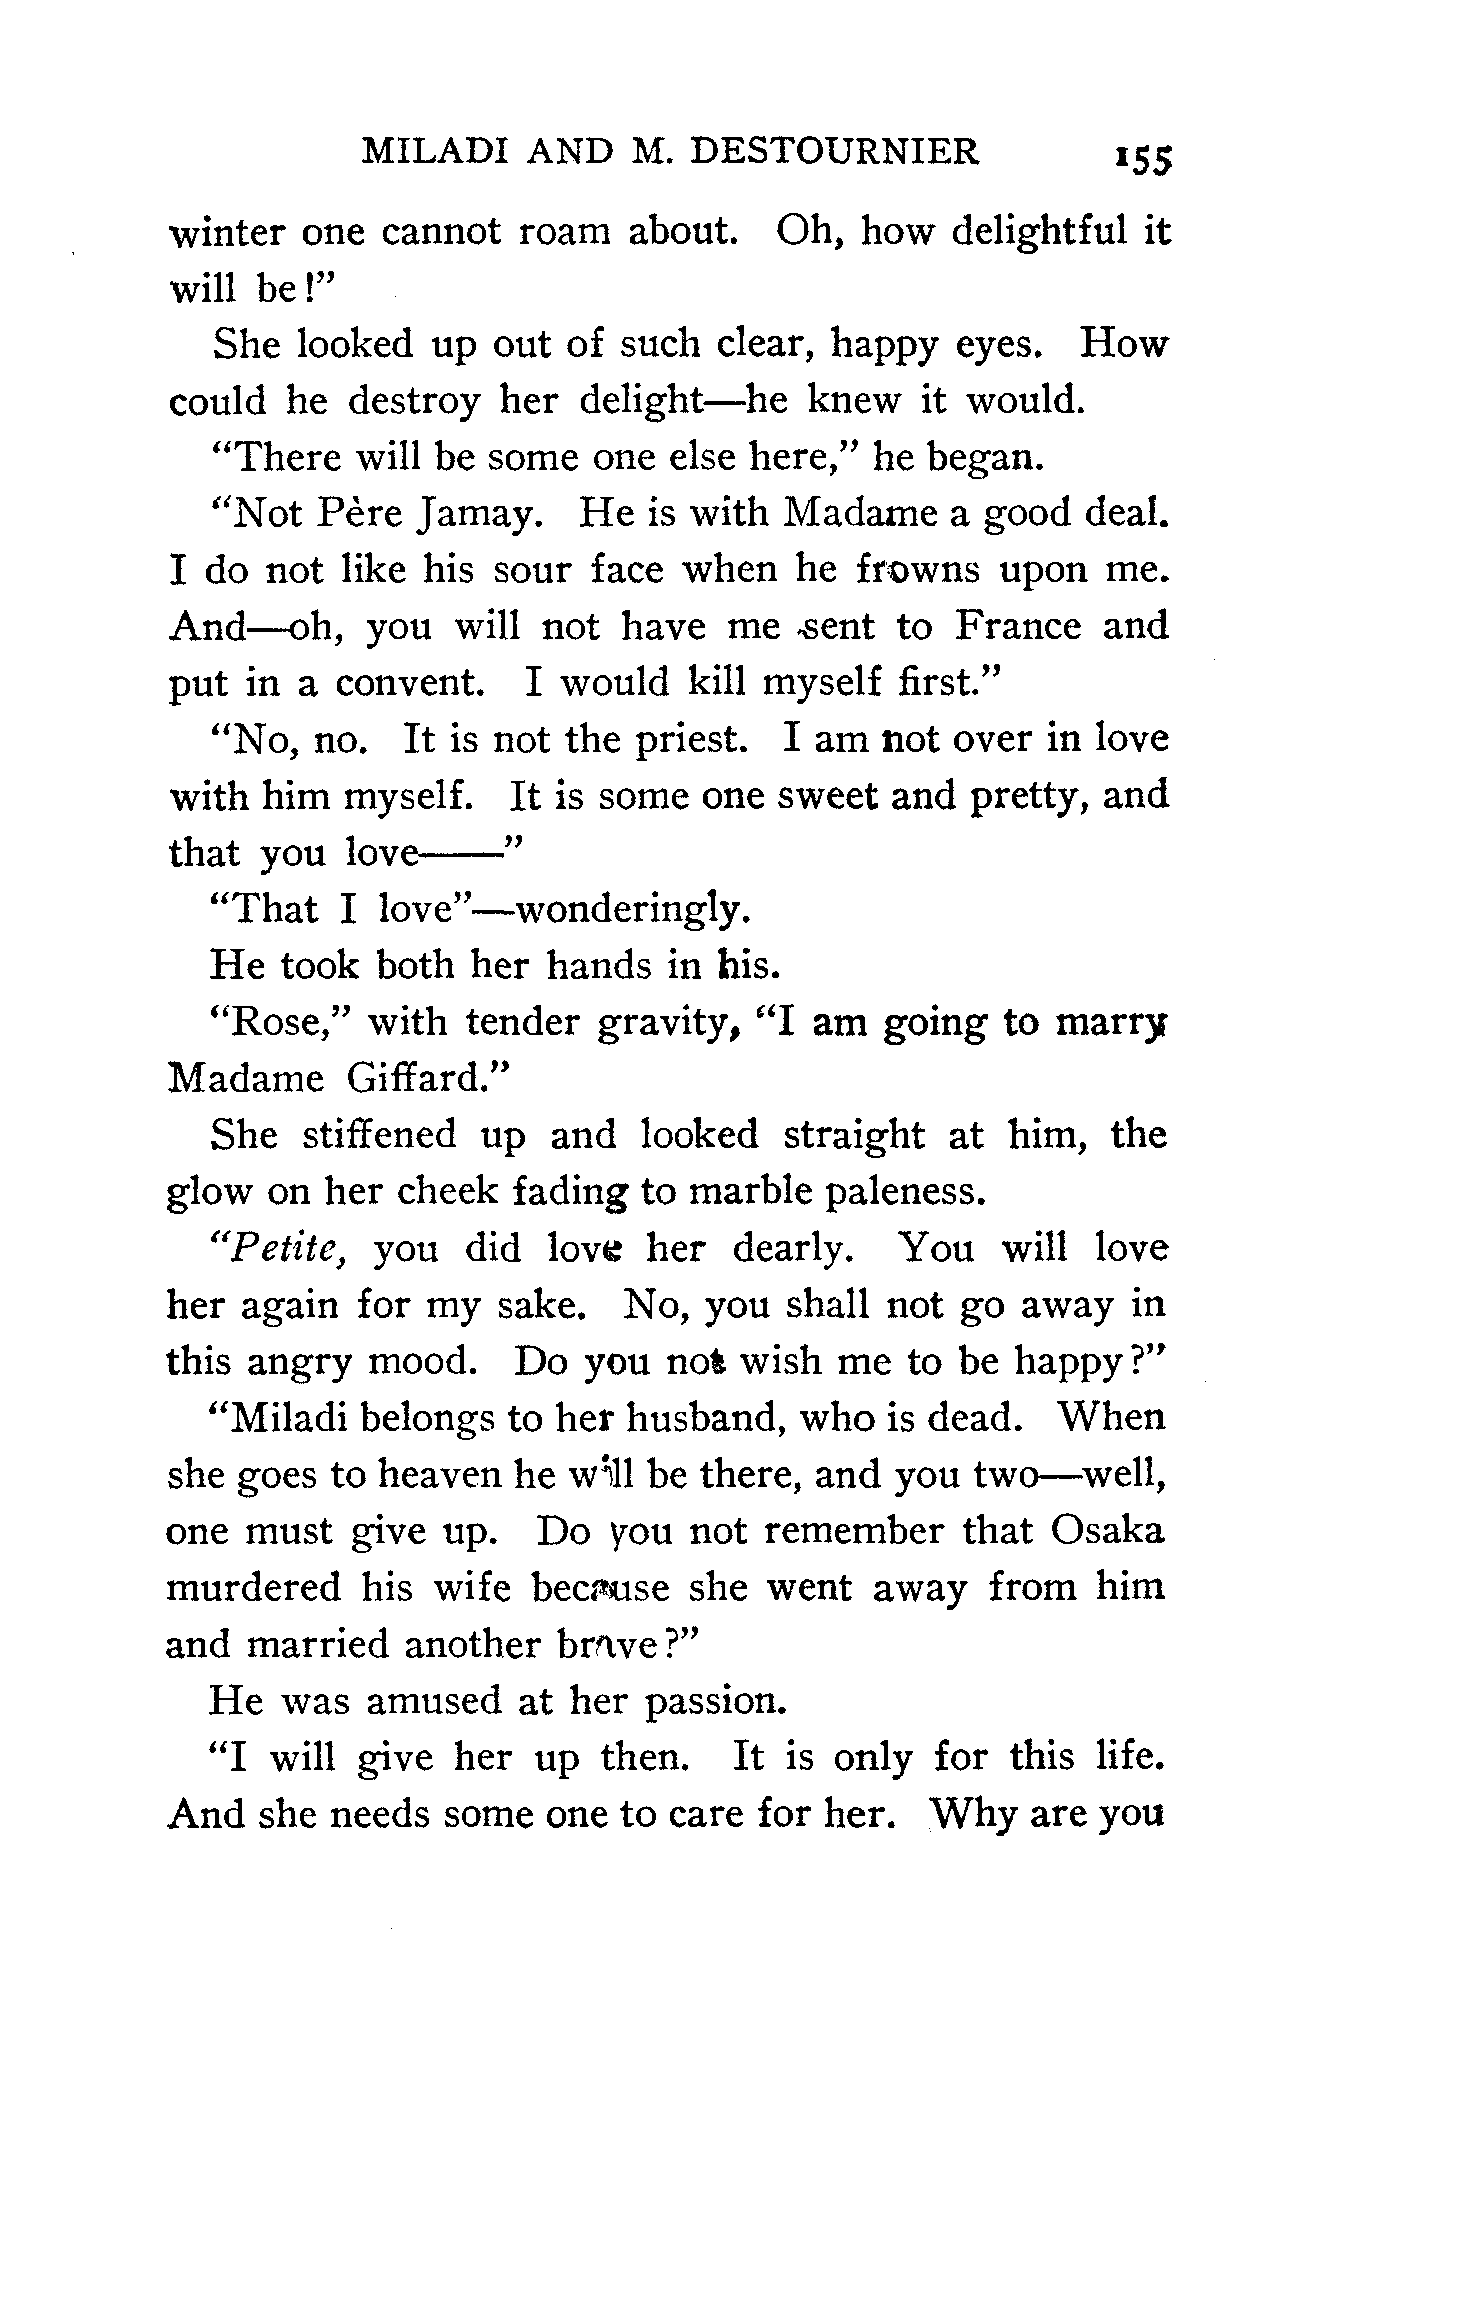 MILADI AND M. DESTOURNIER 155
winter one cannot roam about. Oh, how delightful it
will be!"
She looked up out of such clear, happy eyes. How
could he destroy her delight—he knew it would.
"There will be some one else here," he began.
"Not Père Jamay. He is with Madame a good deal.
I do not like his sour face when he frowns upon me.
And—oh, you will not have me sent to France and
put in a convent. I would kill myself first."
"No, no. It is not the priest. I am not over in love
with him myself. It is some one sweet and pretty, and
that you love——"
"That I love"—wonderingly.
He took both her hands in his.
"Rose," with tender gravity, "I am going to marry
Madame Giffard."
She stiffened up and looked straight at him, the
glow on her cheek fading to marble paleness.
"Petite, you did love her dearly. You will love
her again for my sake. No, you shall not go away in
this angry mood. Do you not wish me to be happy?"
"Miladi belongs to her husband, who is dead. When
she goes to heaven he will be there, and you two—well,
one must give up. Do you not remember that Osaka
murdered his wife because she went away from him
and married another brave?"
He was amused at her passion.
"I will give her up then. It is only for this life.
And she needs some one to care for her. Why are you